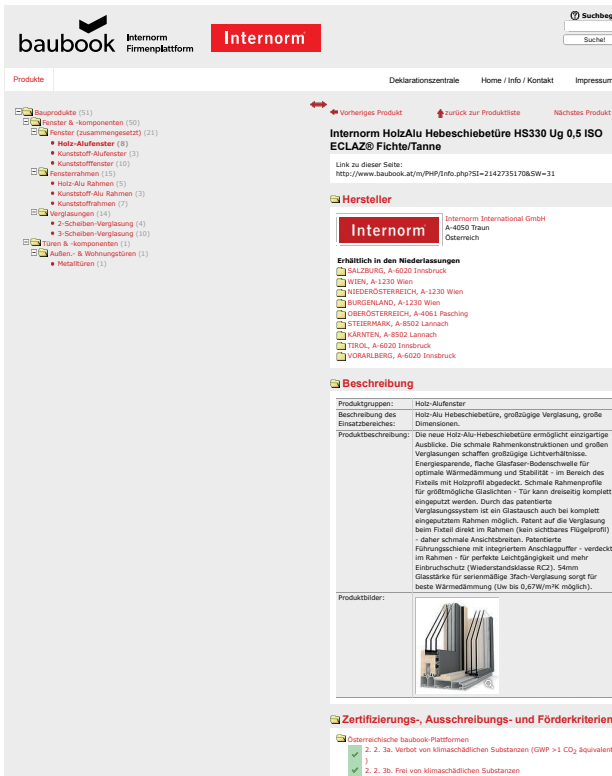 baubook
Internorm
Firmenplattform
Internorm®
Suchbeg
Suche!
Produkte
Deklarationszentrale
Home / Info / Kontakt
Impressum
Bauprodukte (51)
Fenster & -komponenten (50)
Fenster (zusammengesetzt) (21)
Holz-Alufenster (8)
Kunststoff-Alufenster (3)
Kunststofffenster (10)
Fensterrahmen (15)
Holz-Alu Rahmen (5)
Kunststoff-Alu Rahmen (3)
Kunststoffrahmen (7)
Verglasungen (14)
2-Scheiben-Verglasung (4)
3-Scheiben-Verglasung (10)
Türen & -komponenten (1)
Außen.- & Wohnungstüren (1)
Metalltüren (1)
Vorheriges Produkt
zurück zur Produktliste
Nächstes Produkt
Internorm HolzAlu Hebeschiebetüre HS330 Ug 0,5 ISO
ECLAZ® Fichte/Tanne
Link zu dieser Seite:
http://www.baubook.at/m/PHP/Info.php?SI=2142735170&SW=31
Hersteller
Internorm®
Internorm International GmbH
A-4050 Traun
Österreich
Erhältlich in den Niederlassungen
SALZBURG, A-6020 Innsbruck
WIEN, A-1230 Wien
NIEDERÖSTERREICH, A-1230 Wien
BURGENLAND, A-1230 Wien
OBERÖSTERREICH, A-4061 Pasching
STEIERMARK, A-8502 Lannach
KÄRNTEN, A-8502 Lannach
TIROL, A-6020 Innsbruck
VORARLBERG, A-6020 Innsbruck
Beschreibung
Produktgruppen: Holz-Alufenster
Beschreibung des Holz-Alu Hebeschiebetüre, großzügige Verglasung, große
Einsatzbereiches: Dimensionen.
Produktbeschreibung: Die neue Holz-Alu-Hebeschiebetüre ermöglicht einzigartige
Ausblicke. Die schmale Rahmenkonstruktionen und großen
Verglasungen schaffen großzügige Lichtverhältnisse.
Energiesparende, flache Glasfaser-Bodenschwelle für
optimale Wärmedämmung und Stabilität - im Bereich des
Fixteils mit Holzprofil abgedeckt. Schmale Rahmenprofile
für größtmögliche Glaslichten - Tür kann dreiseitig komplett
eingeputzt werden. Durch das patentierte
Verglasungssystem ist ein Glastausch auch bei komplett
eingeputztem Rahmen möglich. Patent auf die Verglasung
beim Fixteil direkt im Rahmen (kein sichtbares Flügelprofil)
- daher schmale Ansichtsbreiten. Patentierte
Führungsschiene mit integriertem Anschlagpuffer - verdeckt
im Rahmen - für perfekte Leichtgängigkeit und mehr
Einbruchschutz (Wiederstandsklasse RC2). 54mm
Glasstärke für serienmäßige 3fach-Verglasung sorgt für
beste Wärmedämmung (Uw bis 0,67W/m²K möglich).
Produktbilder:
Zertifizierungs-, Ausschreibungs- und Förderkriterien
Österreichische baubook-Plattformen
2. 2. 3a. Verbot von klimaschädlichen Substanzen (GWP >1 CO2 äquivalent
)
2. 2. 3b. Frei von klimaschädlichen Substanzen